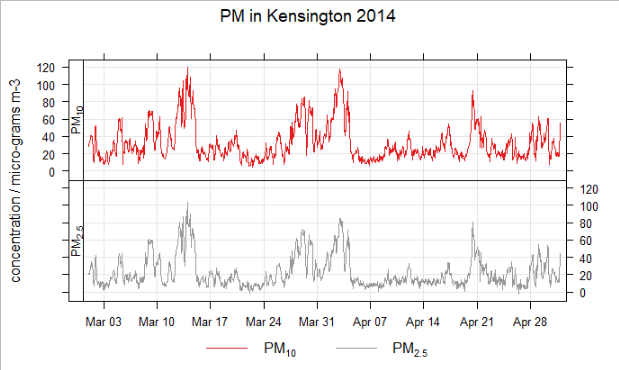 PM in Kensington 2014
concentration / micro-grams m-3
PM10
120
100
80
60
40
20
0
PM2.5
120
100
80
60
40
20
0
Mar 03 Mar 10 Mar 17 Mar 24 Mar 31 Apr 07 Apr 14 Apr 21 Apr 28
PM10 PM2.5